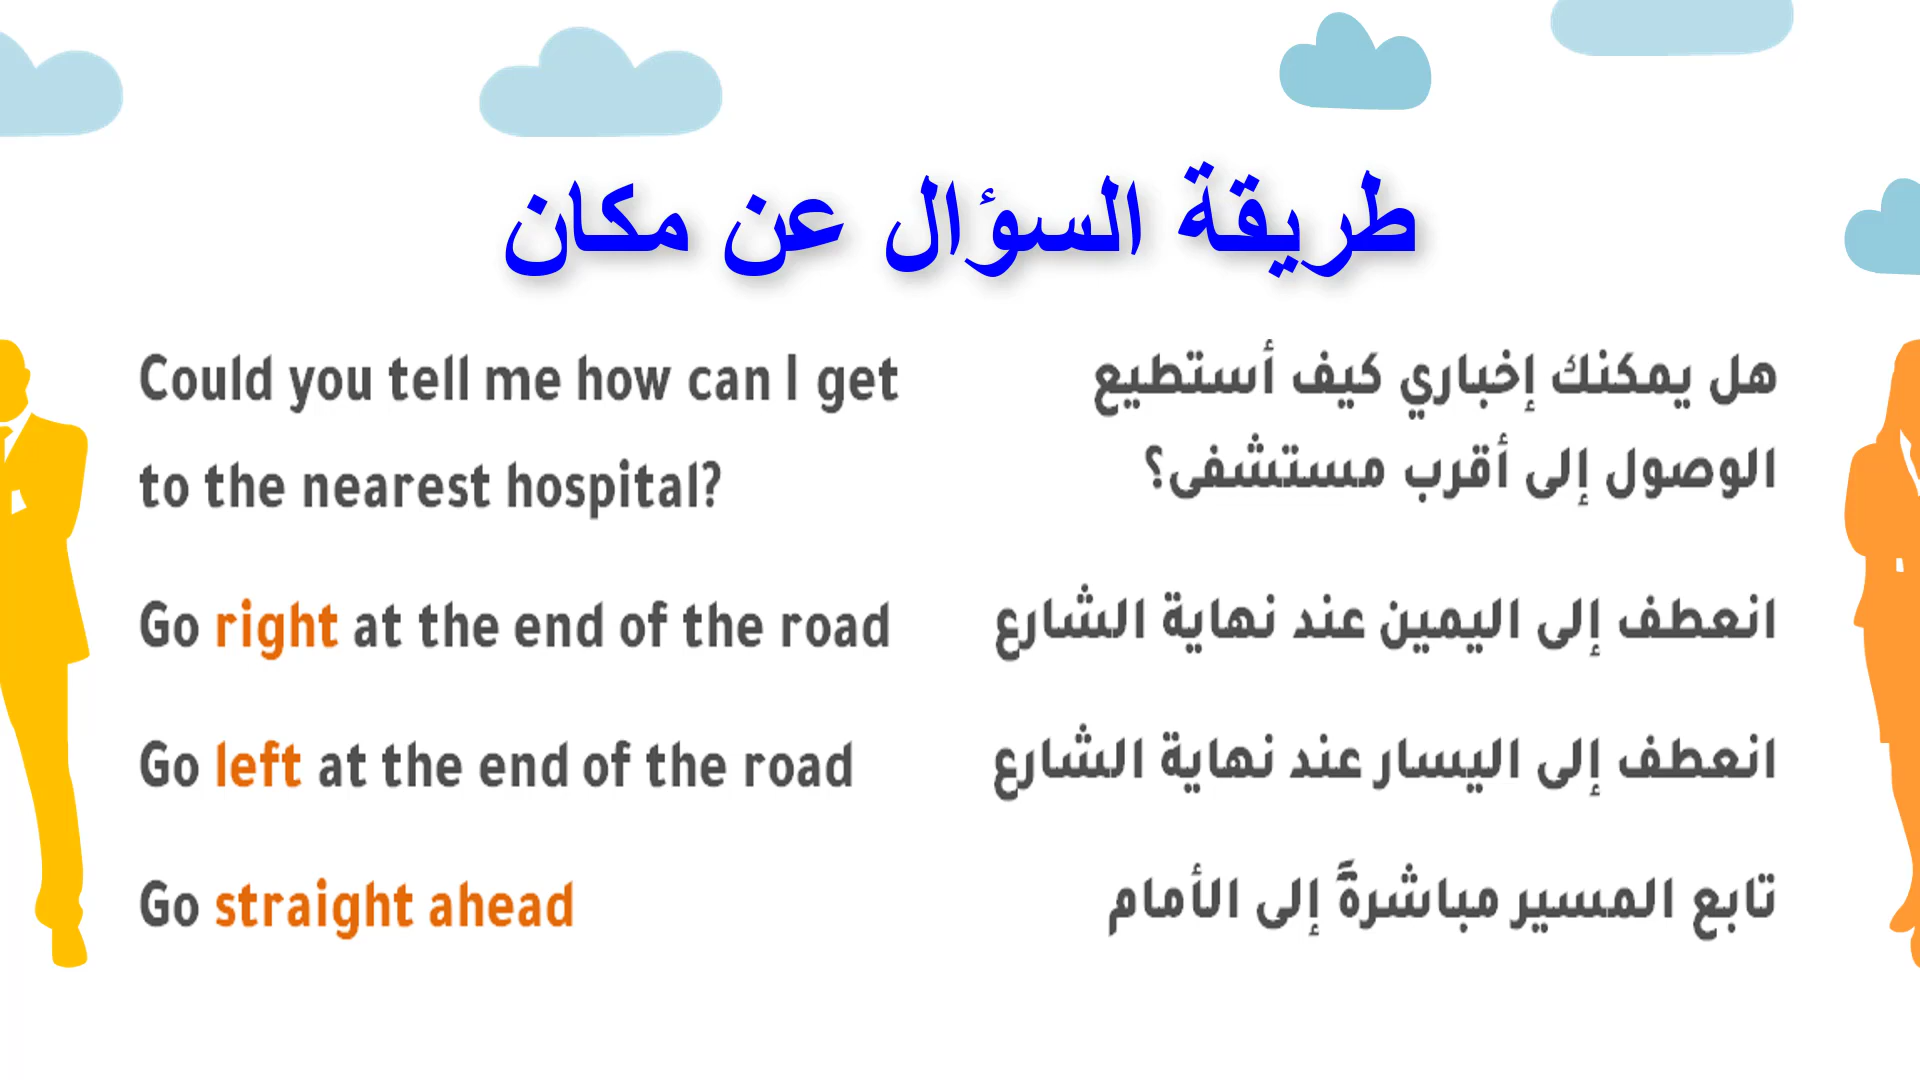 طريقة السؤال عن مكان
Could you tell me how can I get
to the nearest hospital?
هل يمكنك إخباري كيف أستطيع
الوصول إلى أقرب مستشفى؟
Go right at the end of the road
انعطف إلى اليمين عند نهاية الشارع
Go left at the end of the road
انعطف إلى اليسار عند نهاية الشارع
Go straight ahead
تابع المسير مباشرةً إلى الأمام